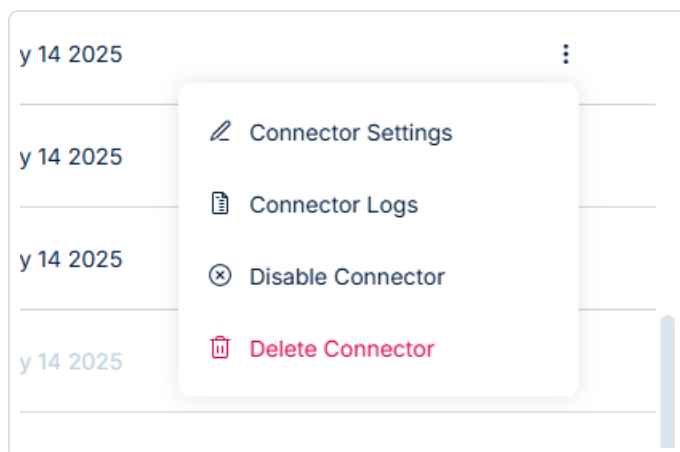 y 14 2025
Connector Settings
y 14 2025
Connector Logs
y 14 2025
Disable Connector
Delete Connector
y 14 2025